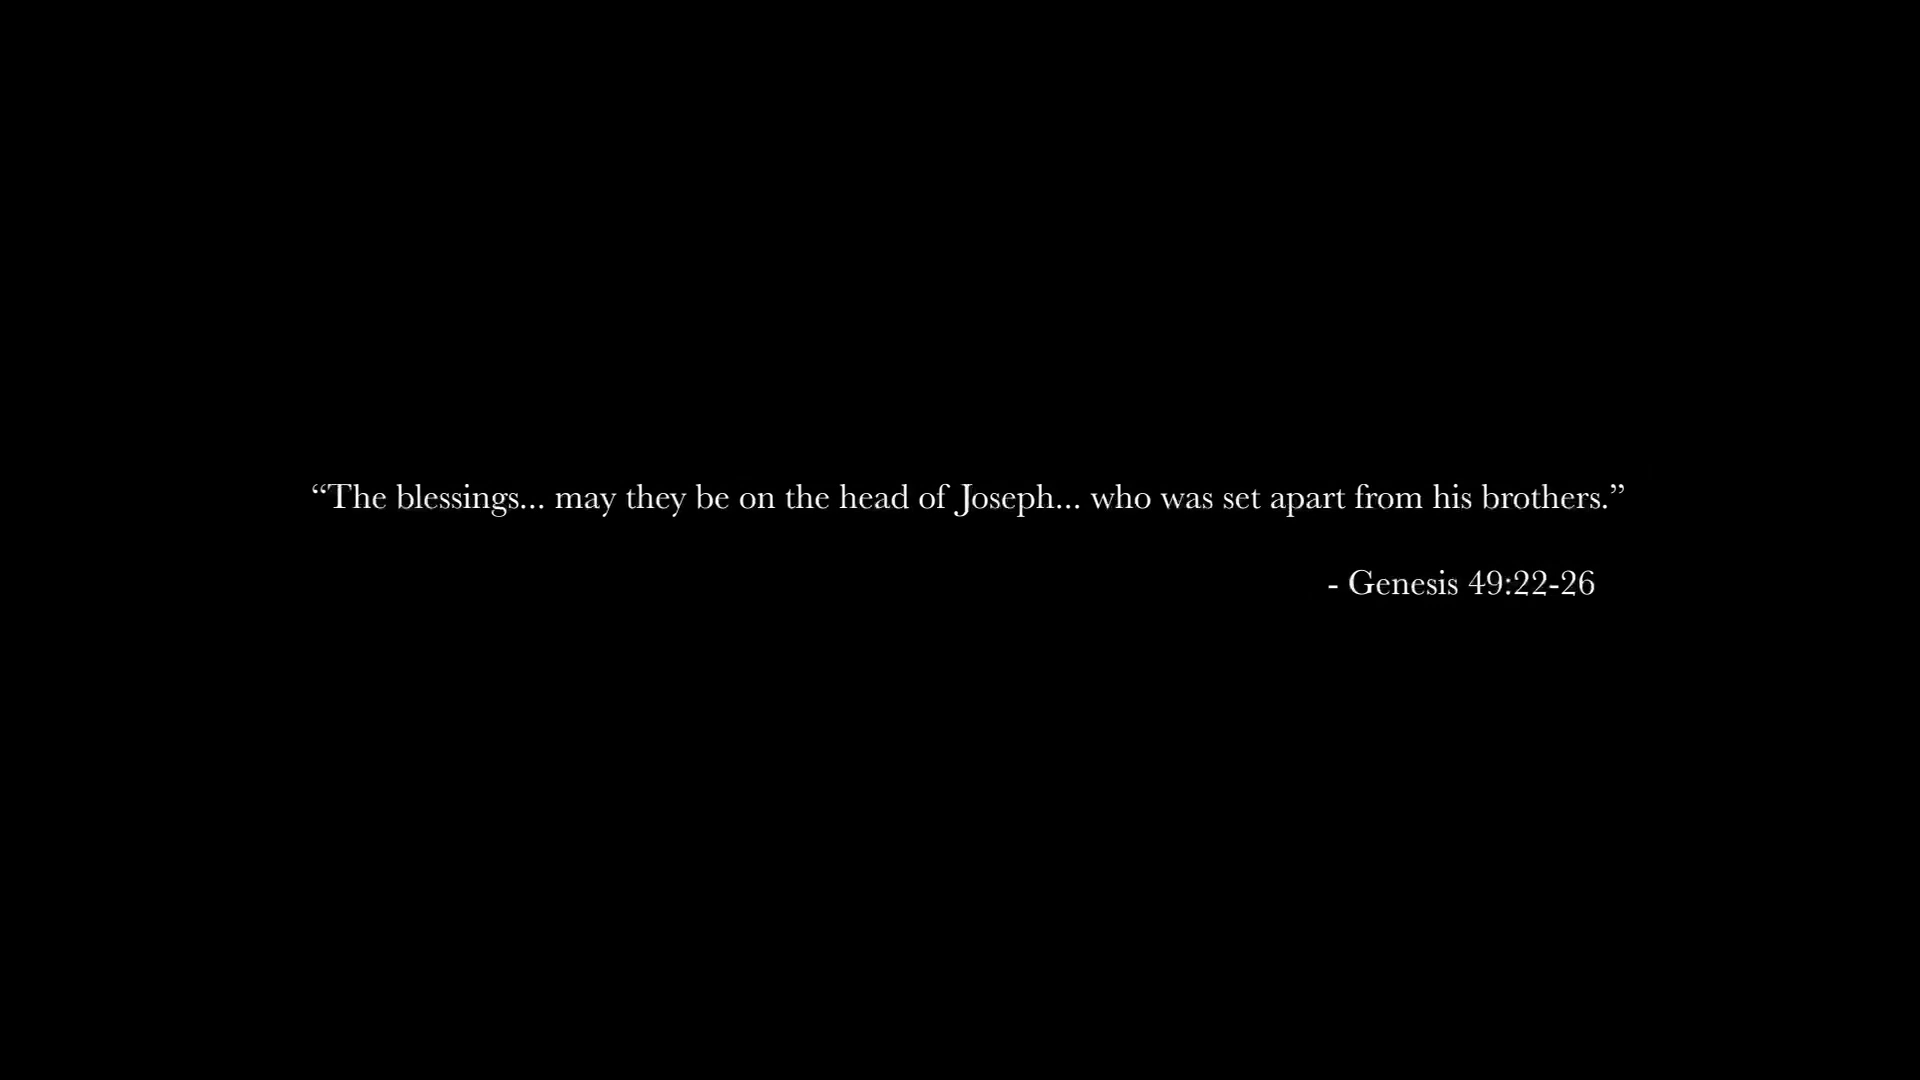 “The blessings... may they be on the head of Joseph... who was set apart from his brothers.”
- Genesis 49:22-26